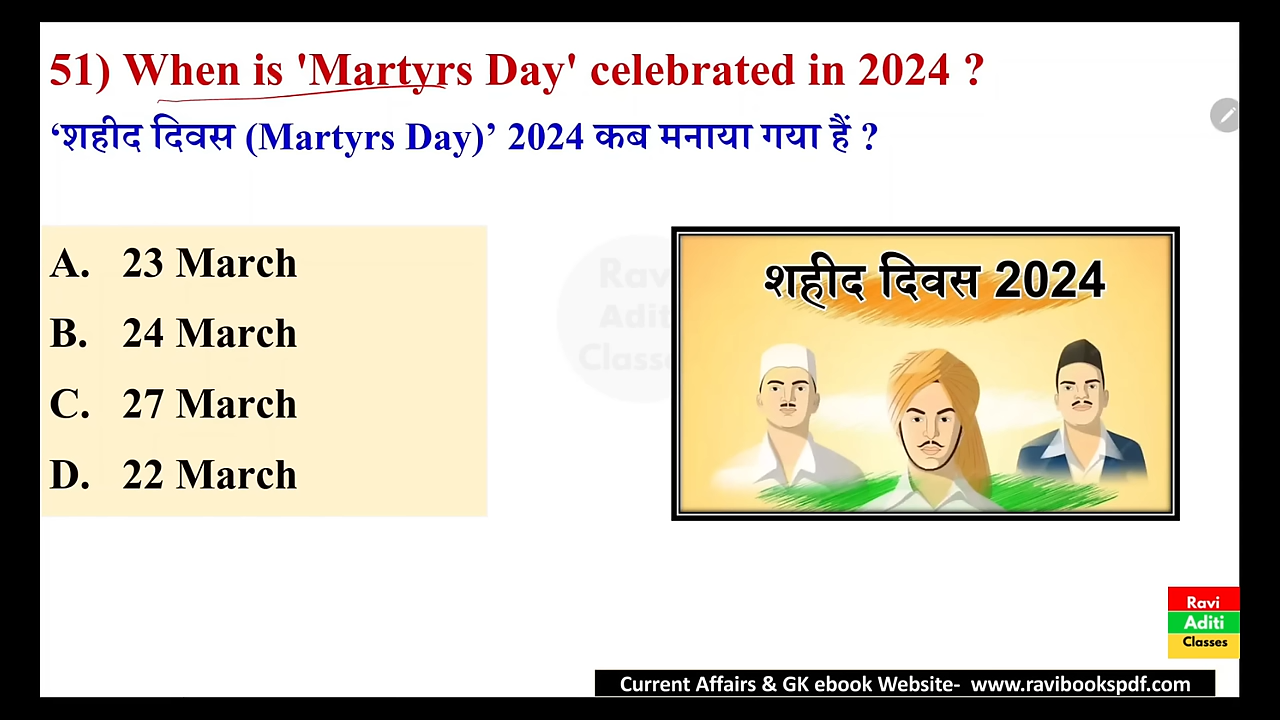 51) When is 'Martyrs Day' celebrated in 2024 ?
‘शहीद दिवस (Martyrs Day)’ 2024 कब मनाया गया हैं ?
A. 23 March
B. 24 March
C. 27 March
D. 22 March
शहीद दिवस 2024
Ravi
Aditi
Classes
Current Affairs & GK ebook Website- www.ravibookspdf.com